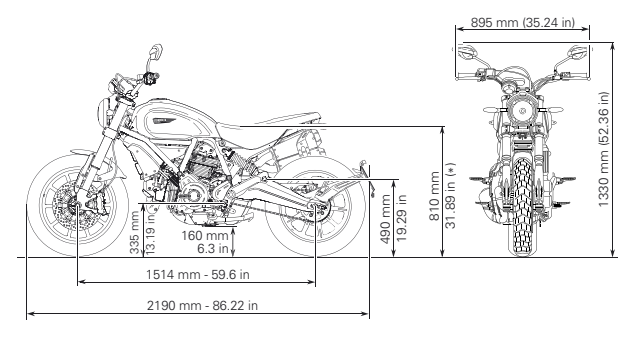 895 mm (35.24 in)
1330 mm (52.36 in)
810 mm
31.89 in (*)
490 mm
19.29 in
335 mm
13.19 in
160 mm
6.3 in
1514 mm - 59.6 in
2190 mm - 86.22 in